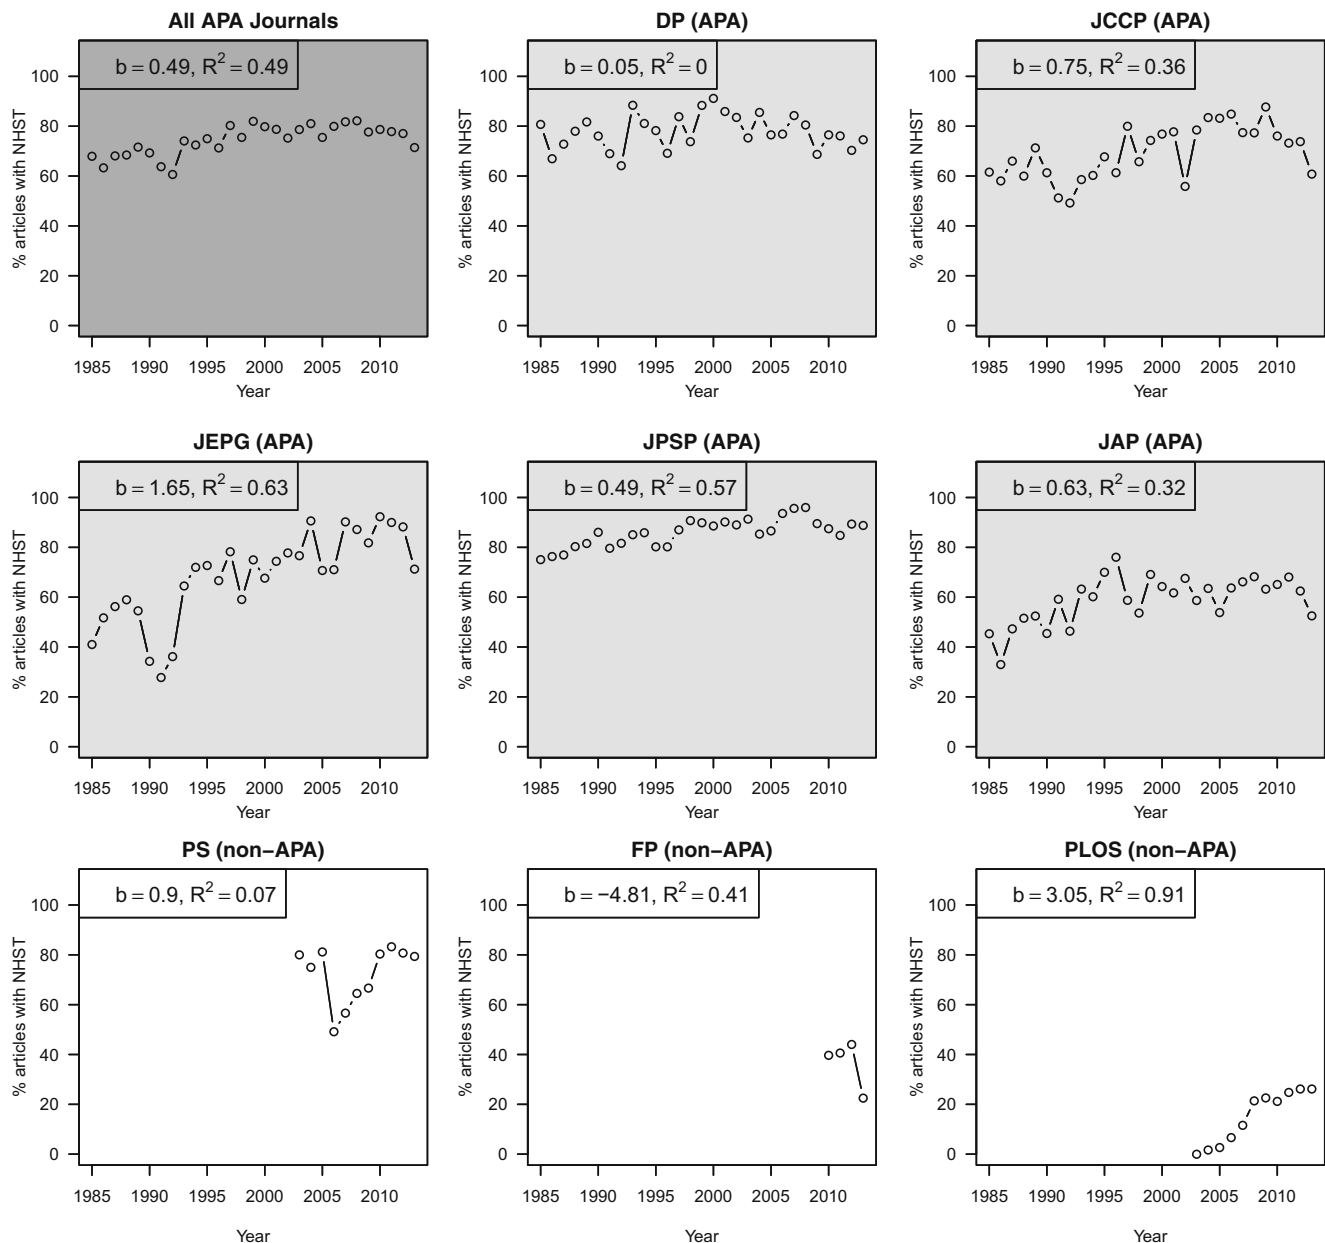 All APA Journals
b = 0.49, R² = 0.49
% articles with NHST
100
80
60
40
20
0
1985 1990 1995 2000 2005 2010
Year
DP (APA)
b = 0.05, R² = 0
% articles with NHST
100
80
60
40
20
0
1985 1990 1995 2000 2005 2010
Year
JCCP (APA)
b = 0.75, R² = 0.36
% articles with NHST
100
80
60
40
20
0
1985 1990 1995 2000 2005 2010
Year
JEPG (APA)
b = 1.65, R² = 0.63
% articles with NHST
100
80
60
40
20
0
1985 1990 1995 2000 2005 2010
Year
JPSP (APA)
b = 0.49, R² = 0.57
% articles with NHST
100
80
60
40
20
0
1985 1990 1995 2000 2005 2010
Year
JAP (APA)
b = 0.63, R² = 0.32
% articles with NHST
100
80
60
40
20
0
1985 1990 1995 2000 2005 2010
Year
PS (non−APA)
b = 0.9, R² = 0.07
% articles with NHST
100
80
60
40
20
0
1985 1990 1995 2000 2005 2010
Year
FP (non−APA)
b = −4.81, R² = 0.41
% articles with NHST
100
80
60
40
20
0
1985 1990 1995 2000 2005 2010
Year
PLOS (non−APA)
b = 3.05, R² = 0.91
% articles with NHST
100
80
60
40
20
0
1985 1990 1995 2000 2005 2010
Year